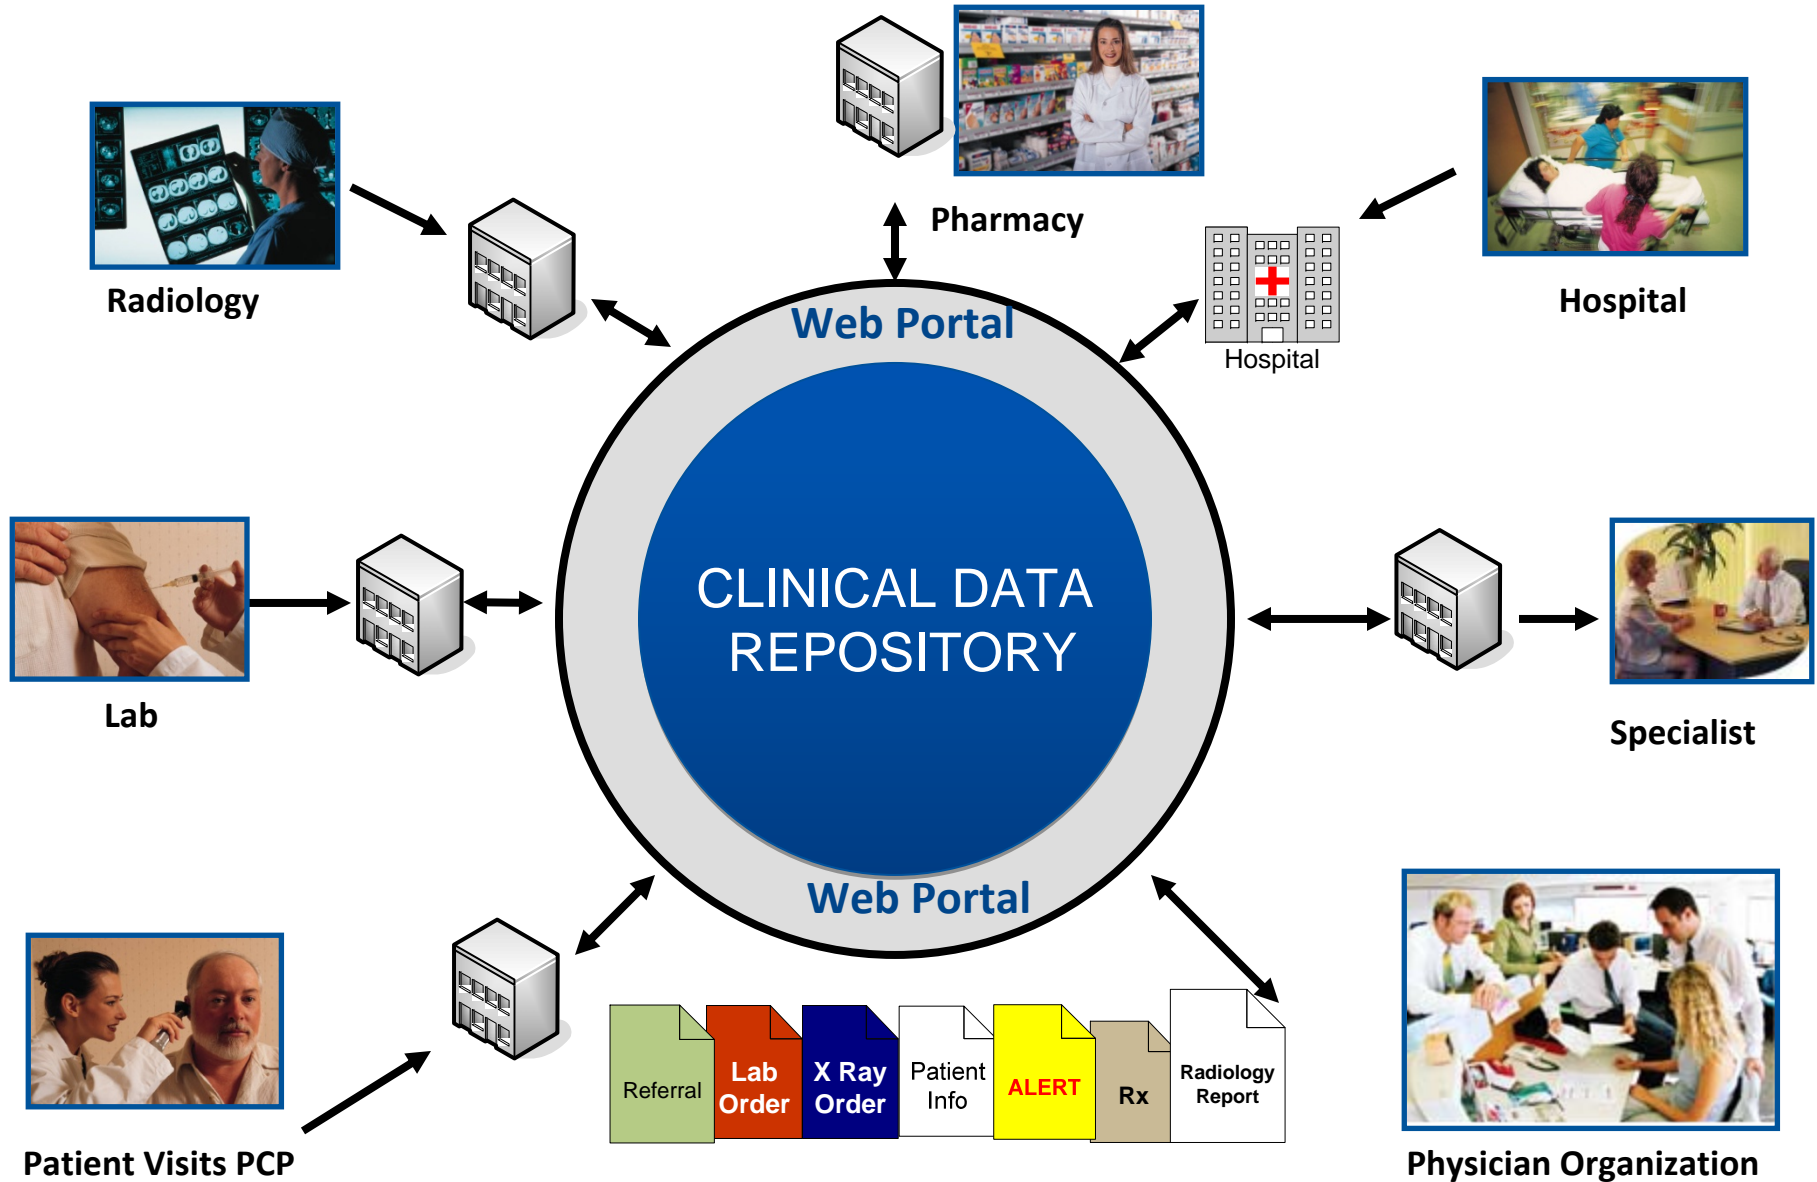 Pharmacy
Radiology
Hospital
Web Portal
Hospital
CLINICAL DATA
REPOSITORY
Lab
Specialist
Web Portal
Referral
Lab
Order
X Ray
Order
Patient
Info
ALERT
Rx
Radiology
Report
Patient Visits PCP
Physician Organization